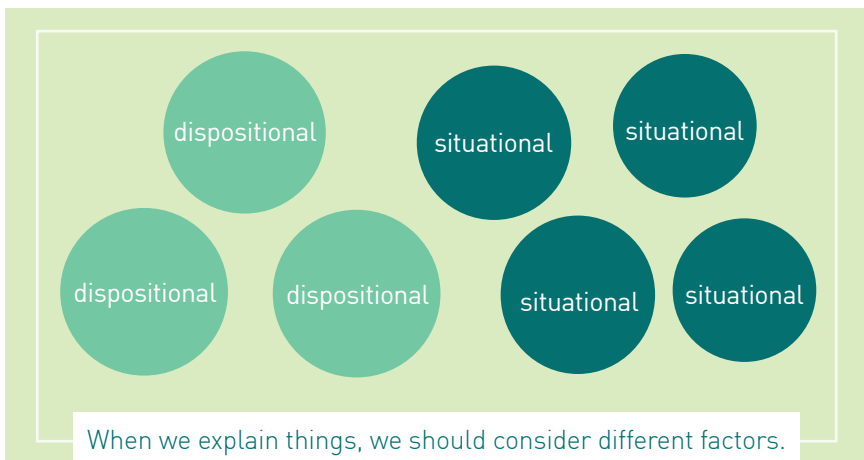 dispositional
situational
situational
dispositional
dispositional
situational
situational
When we explain things, we should consider different factors.